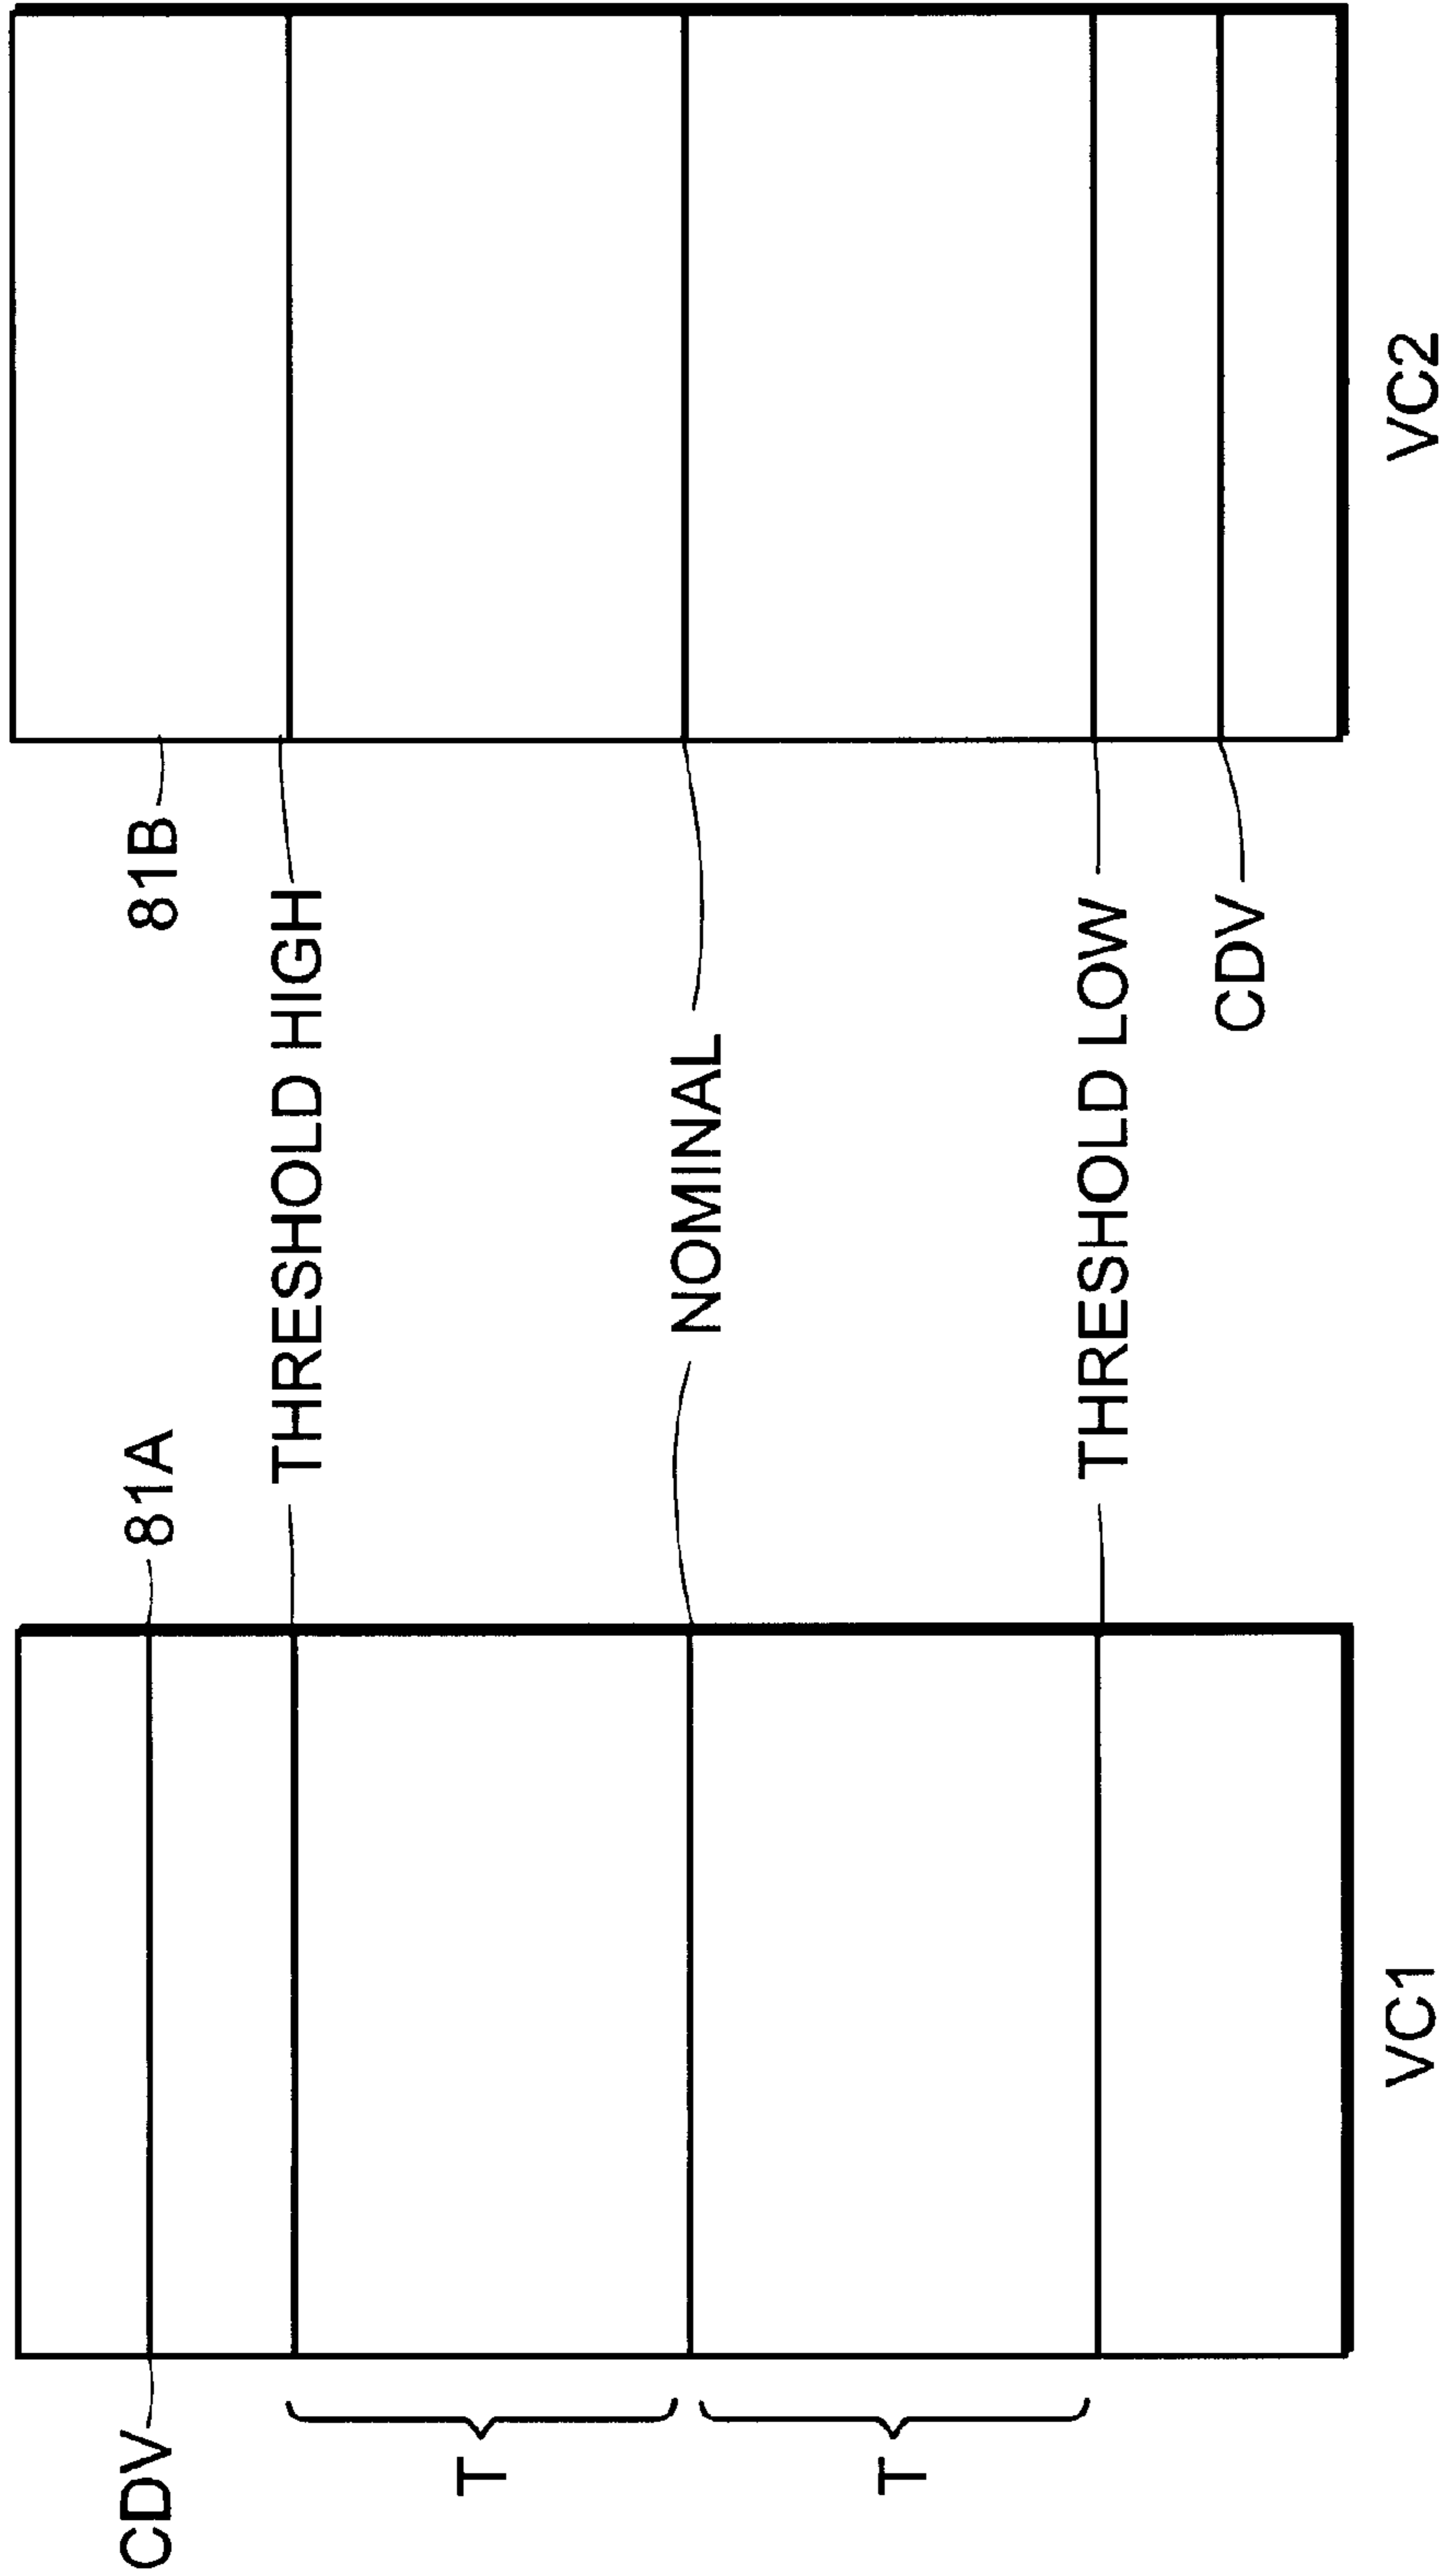 CDV
81A
81B
THRESHOLD HIGH
T
NOMINAL
T
THRESHOLD LOW
CDV
VC1
VC2